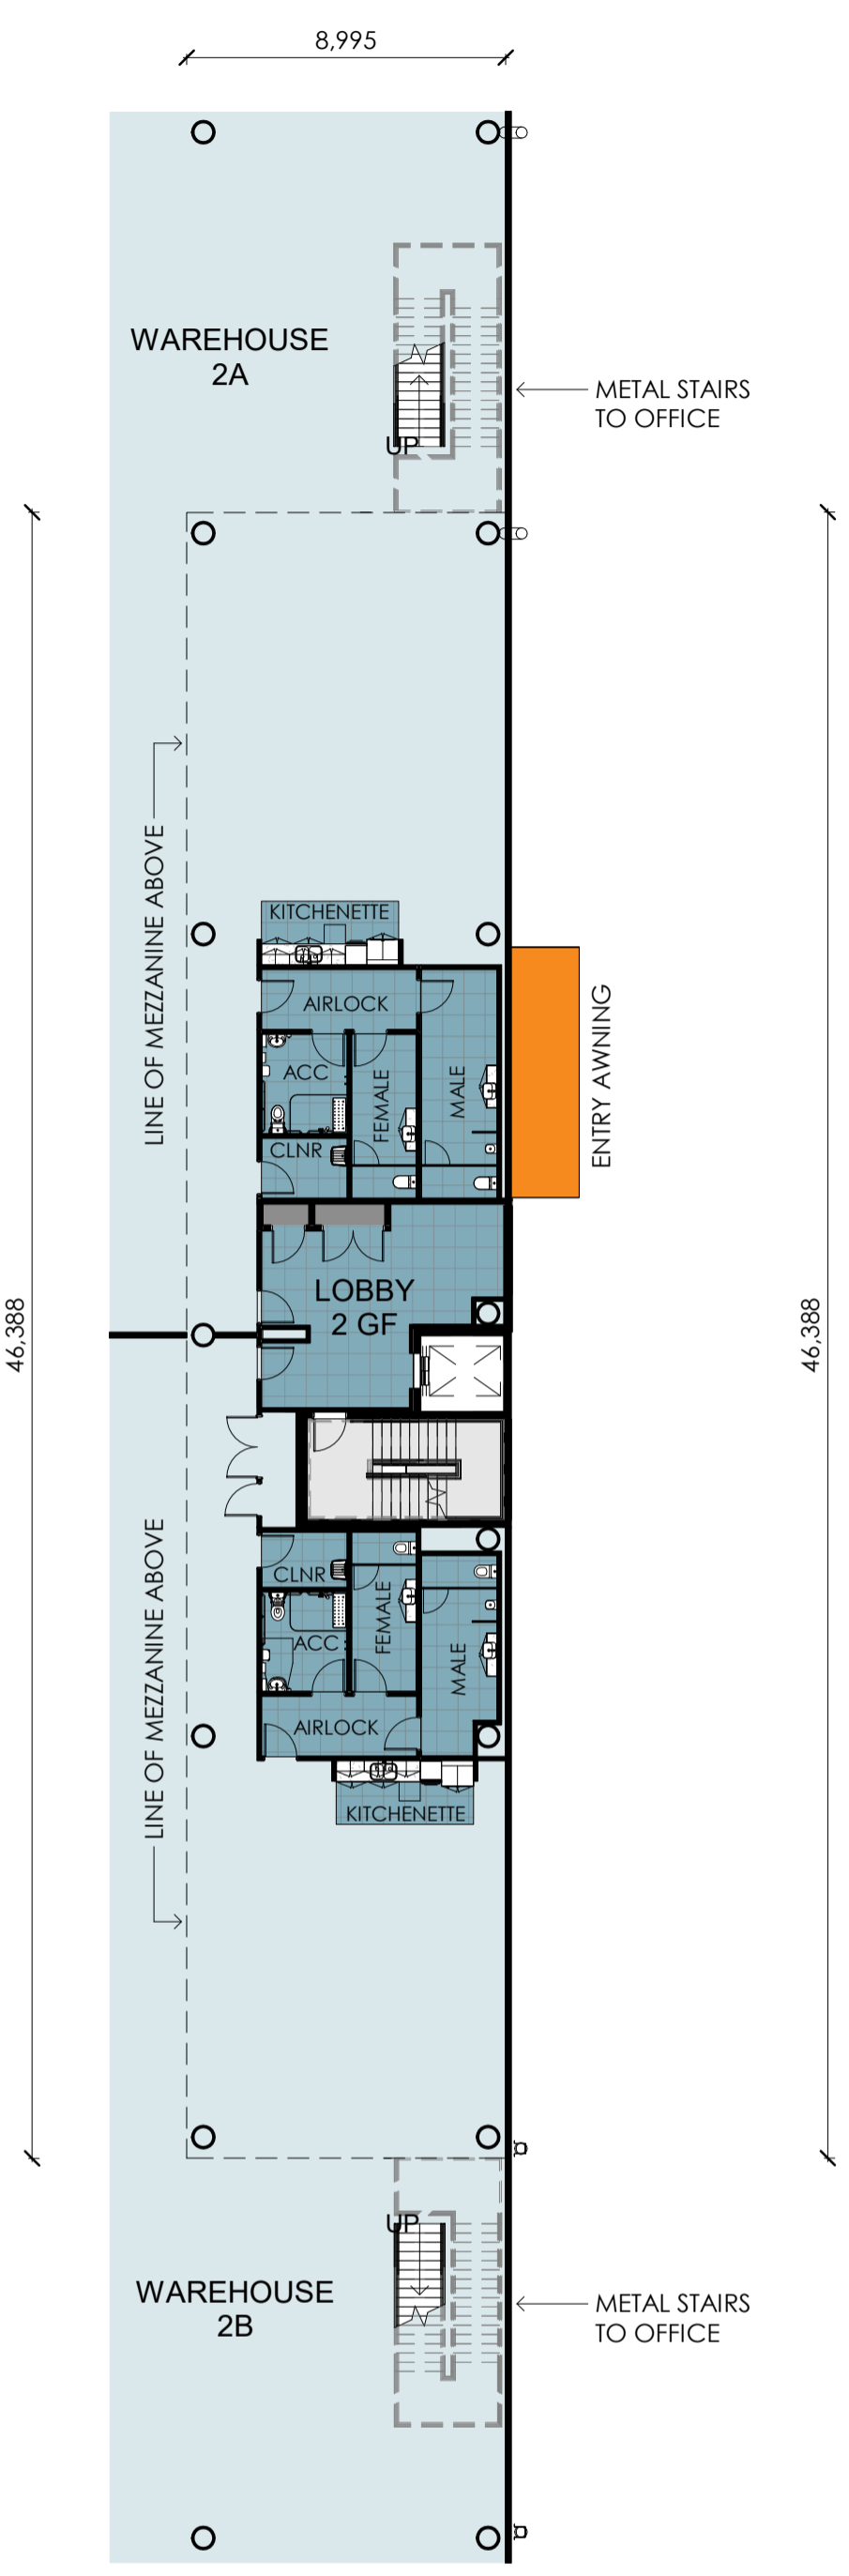 8,995
WAREHOUSE
2A
METAL STAIRS
TO OFFICE
UP
LINE OF MEZZANINE ABOVE
KITCHENETTE
AIRLOCK
ACC
FEMALE
MALE
CLNR
ENTRY AWNING
LOBBY
2 GF
46,388
46,388
CLNR
FEMALE
ACC
MALE
AIRLOCK
KITCHENETTE
LINE OF MEZZANINE ABOVE
UP
WAREHOUSE
2B
METAL STAIRS
TO OFFICE